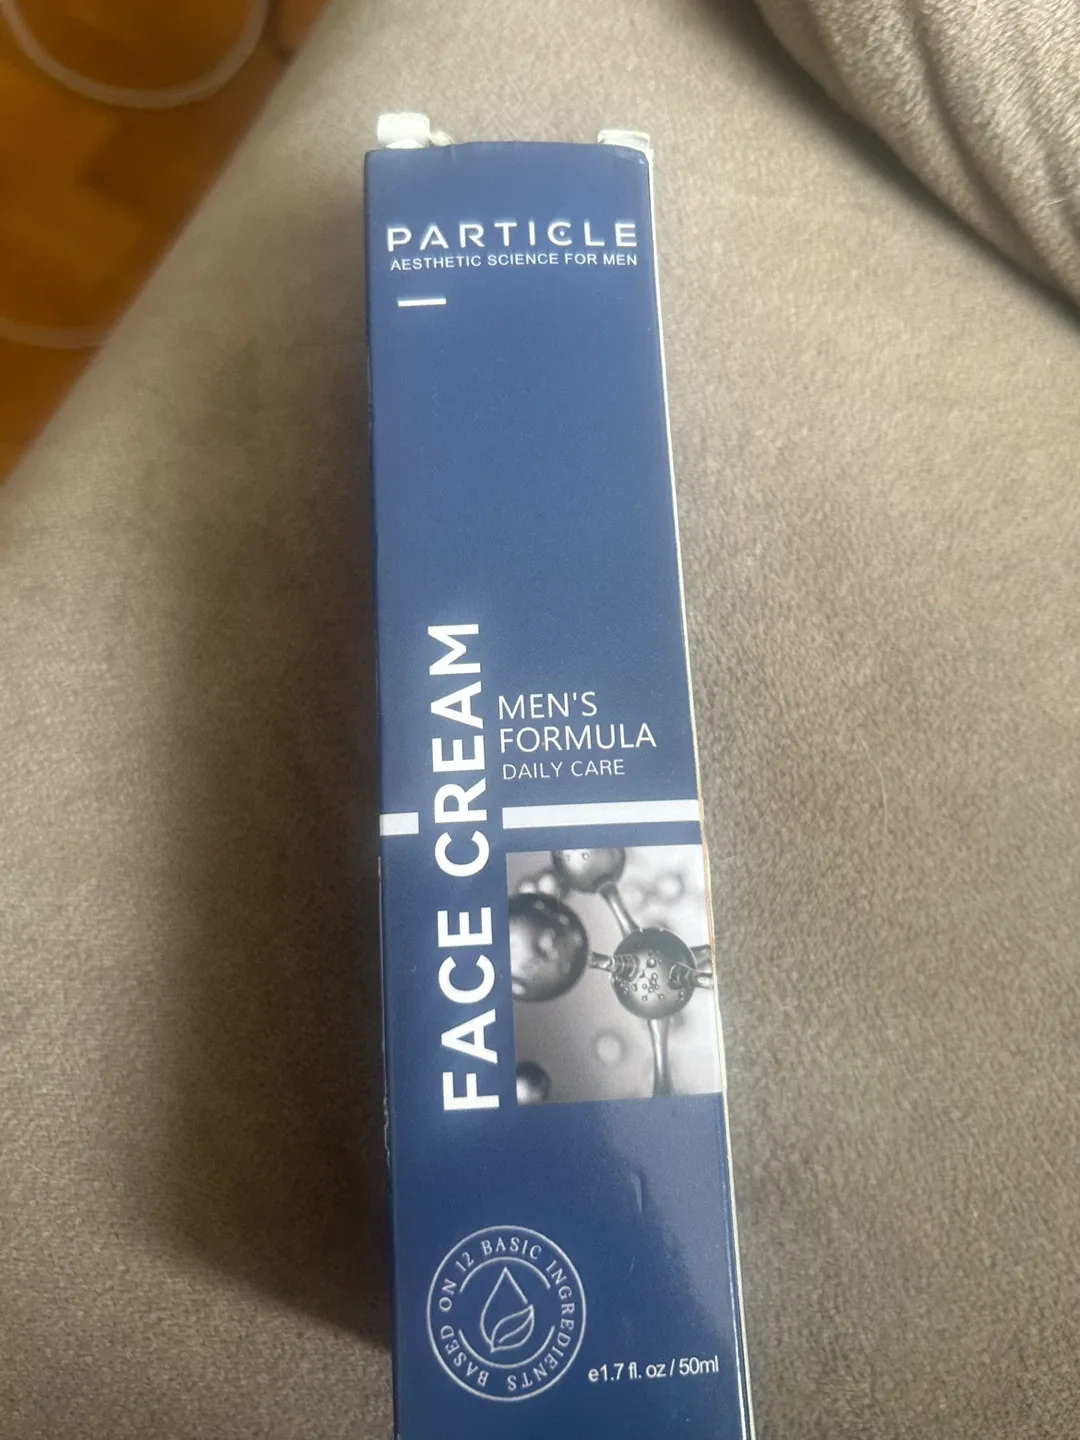 PARTICLE
AESTHETIC SCIENCE FOR MEN
FACE CREAM
MEN'S
FORMULA
DAILY CARE
BASED ON 12 BASIC INGREDIENTS
e1.7 fl. oz / 50ml